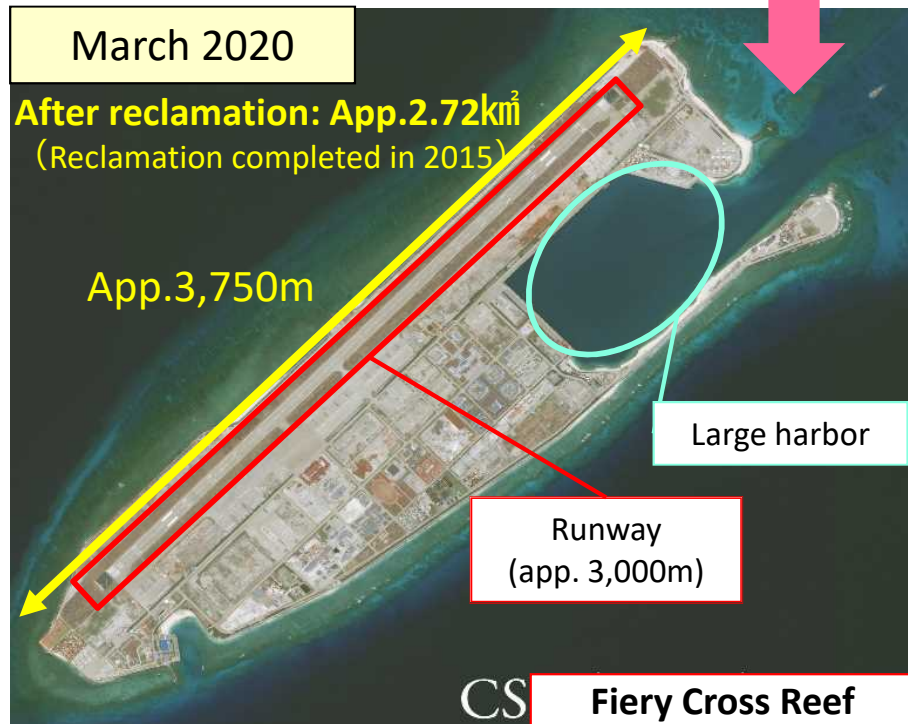 March 2020
After reclamation: App.2.72㎢
（Reclamation completed in 2015）
App.3,750m
Large harbor
Runway
(app. 3,000m)
CS
Fiery Cross Reef